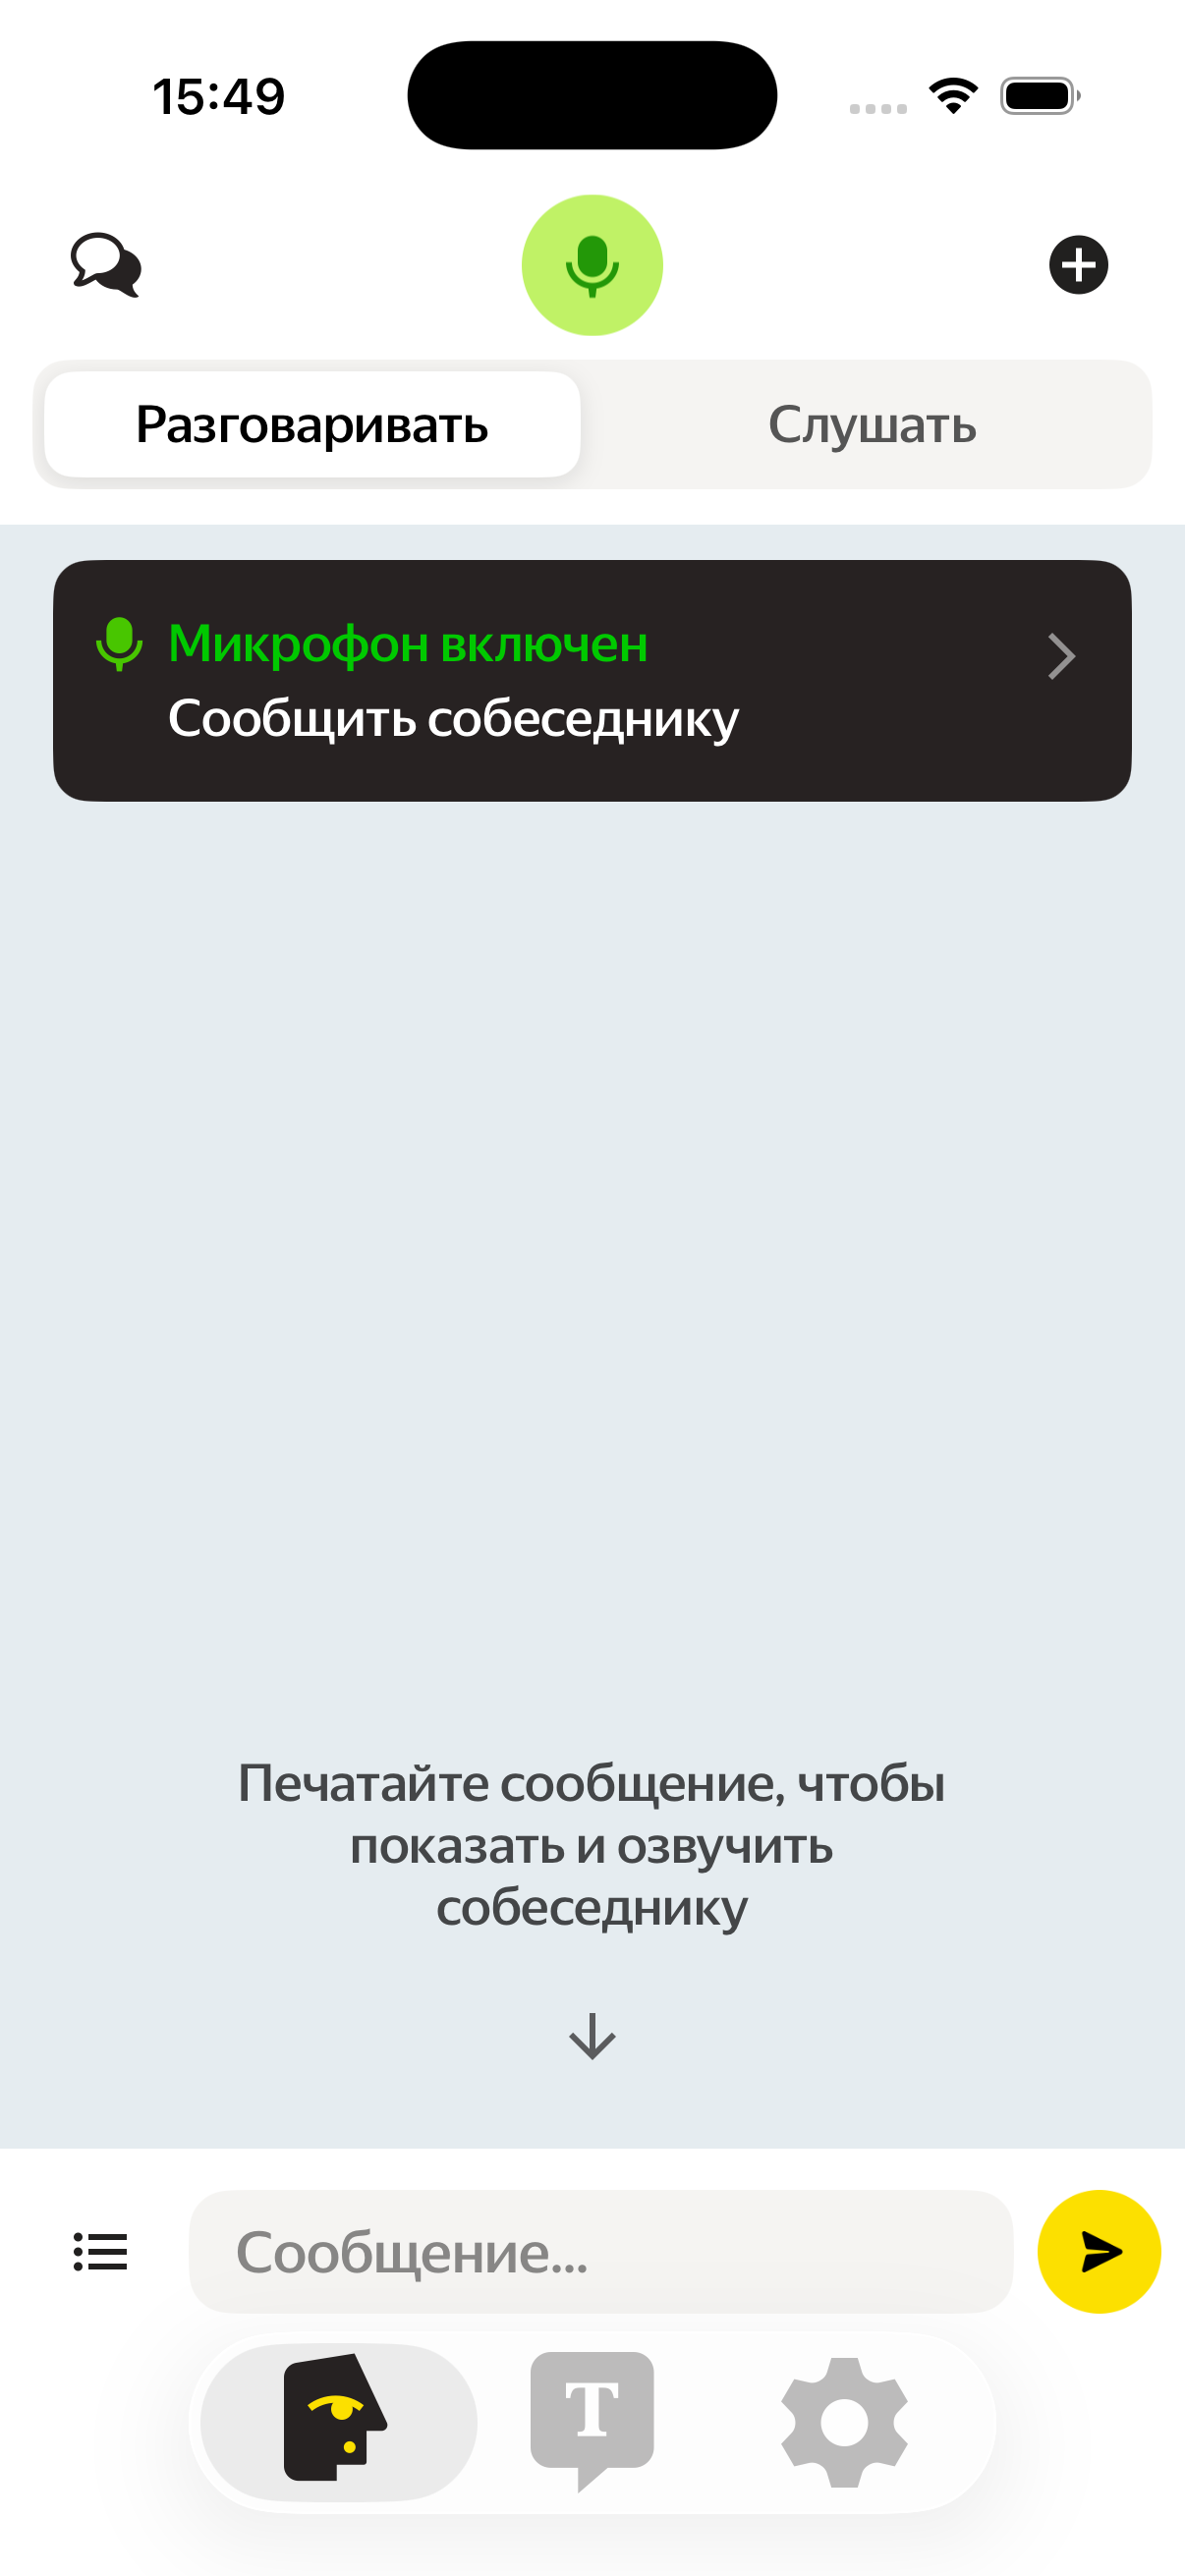 15:49
Разговаривать
Слушать
Микрофон включен
Сообщить собеседнику
Печатайте сообщение, чтобы
показать и озвучить
собеседнику
Сообщение...
T